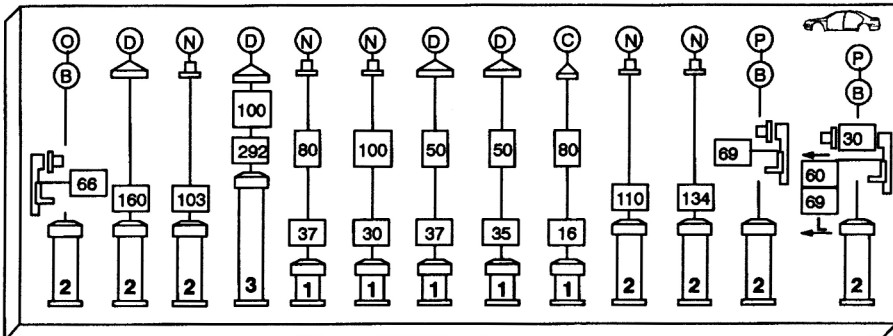 O D N D N N D D C N N P P
B B B
100
292 80 100 50 50 80 69 30
66 60
160 103 110 134 69
37 30 37 35 16
2 2 2 3 1 1 1 1 1 2 2 2 2